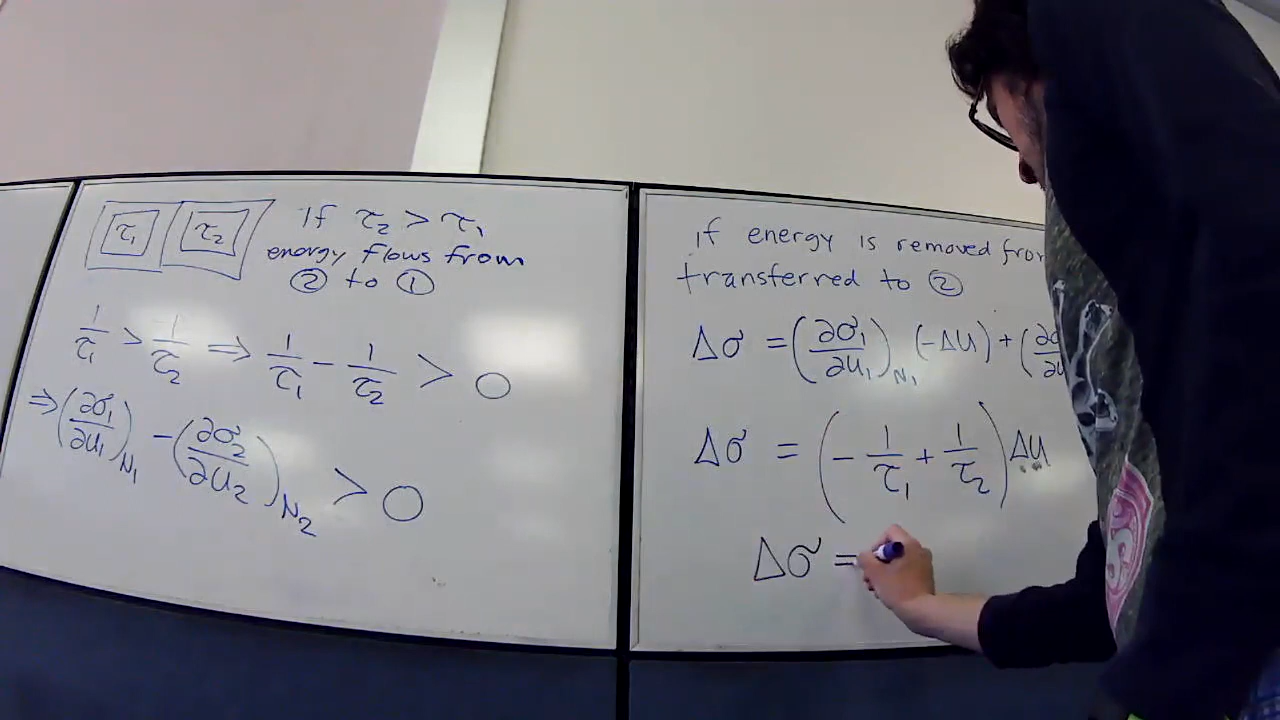 τ₁ τ₂ If τ₂ > τ₁
energy flows from
② to ①
1/τ₁ > 1/τ₂ ⇒ 1/τ₁ − 1/τ₂ > 0
⇒ (∂σ₁/∂U₁)_N₁ − (∂σ₂/∂U₂)_N₂ > 0
if energy is removed from
transferred to ②
Δσ = (∂σ₁/∂U₁)_N₁ (−ΔU) + (∂σ/∂U
Δσ = (− 1/τ₁ + 1/τ₂) ΔU
Δσ =